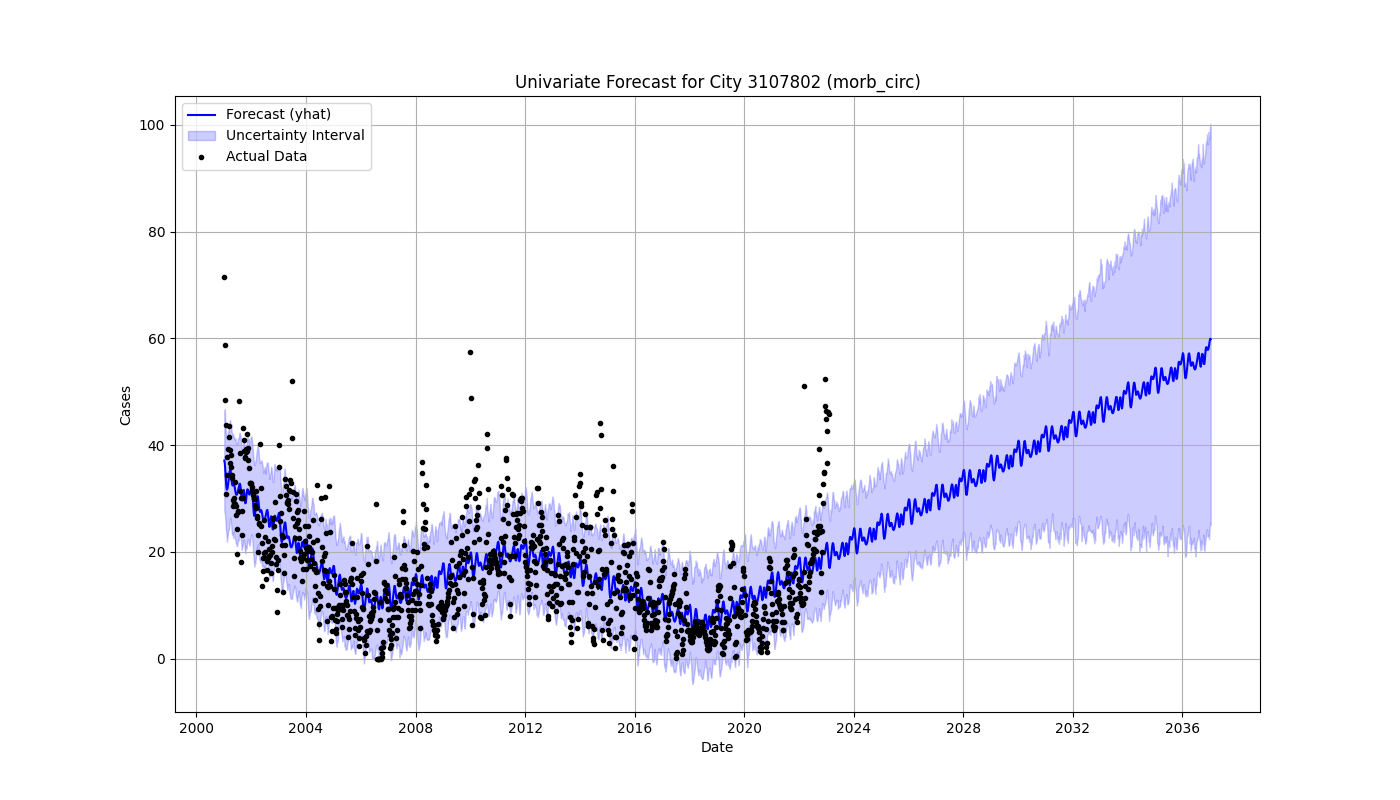 Univariate Forecast for City 3107802 (morb_circ)
Forecast (yhat)
Uncertainty Interval
Actual Data
100
80
60
40
20
0
Cases
2000 2004 2008 2012 2016 2020 2024 2028 2032 2036
Date